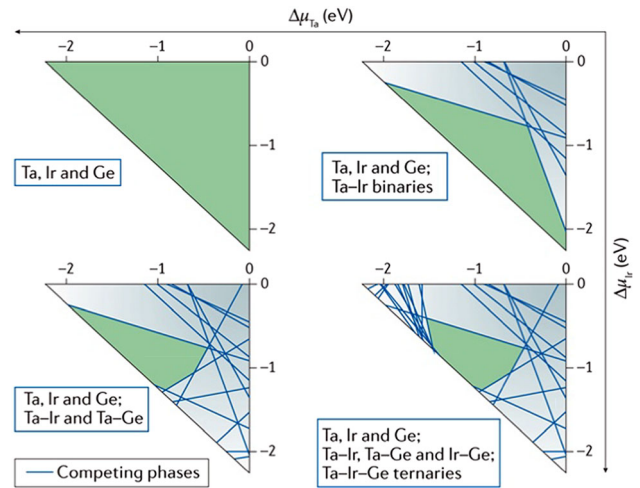 Δμ_Ta (eV)
−2 −1 0
0
−1
−2
Ta, Ir and Ge
−2 −1 0
0
−1
−2
Ta, Ir and Ge;
Ta–Ir binaries
Δμ_Ir (eV)
−2 −1 0
0
−1
−2
Ta, Ir and Ge;
Ta–Ir and Ta–Ge
Competing phases
−2 −1 0
0
−1
−2
Ta, Ir and Ge;
Ta–Ir, Ta–Ge and Ir–Ge;
Ta–Ir–Ge ternaries